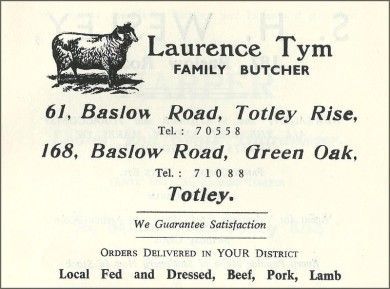 Laurence Tym
FAMILY BUTCHER
61, Baslow Road, Totley Rise,
Tel.: 70558
168, Baslow Road, Green Oak,
Tel.: 71088
Totley.
We Guarantee Satisfaction
ORDERS DELIVERED IN YOUR DISTRICT
Local Fed and Dressed, Beef, Pork, Lamb